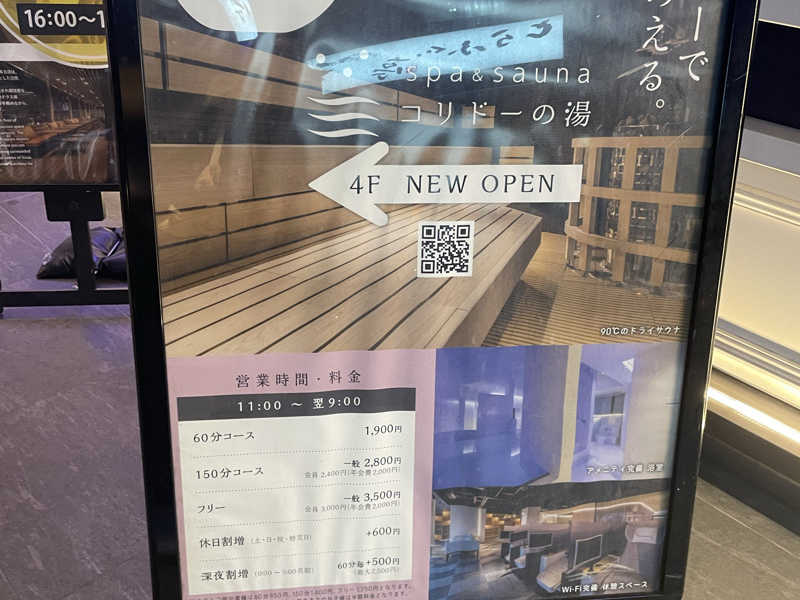 16:00〜1
ーで
える。
spa&sauna
コリドーの湯
4F NEW OPEN
90℃のドライサウナ
営業時間・料金
11:00 〜 翌9:00
60分コース 1,900円
150分コース 一般 2,800円
会員 2,400円(年会費2,000円)
フリー 一般 3,500円
会員 3,000円(年会費2,000円)
休日割増 (土・日・祝・特定日) +600円
深夜割増 60分毎+500円
アメニティ完備 浴室
Wi-Fi完備 休憩スペース